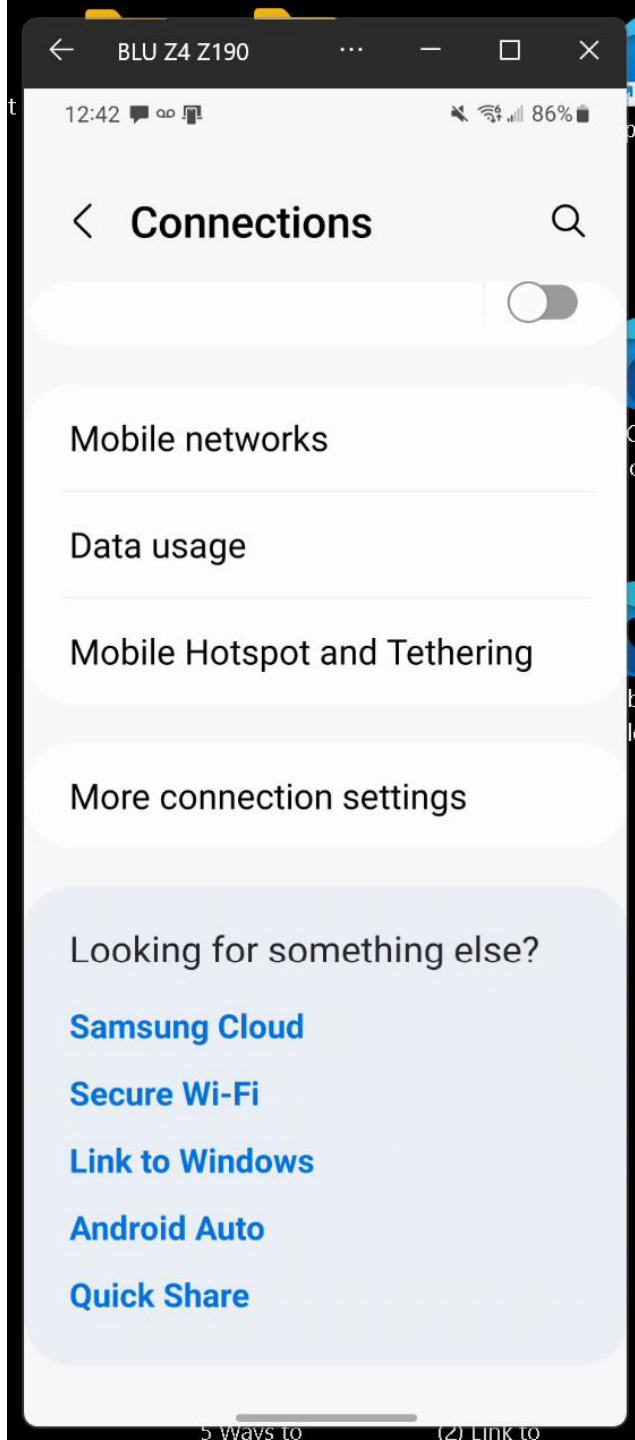 BLU Z4 Z190
12:42 86%
Connections
Mobile networks
Data usage
Mobile Hotspot and Tethering
More connection settings
Looking for something else?
Samsung Cloud
Secure Wi-Fi
Link to Windows
Android Auto
Quick Share
5 Ways to (2) Link to